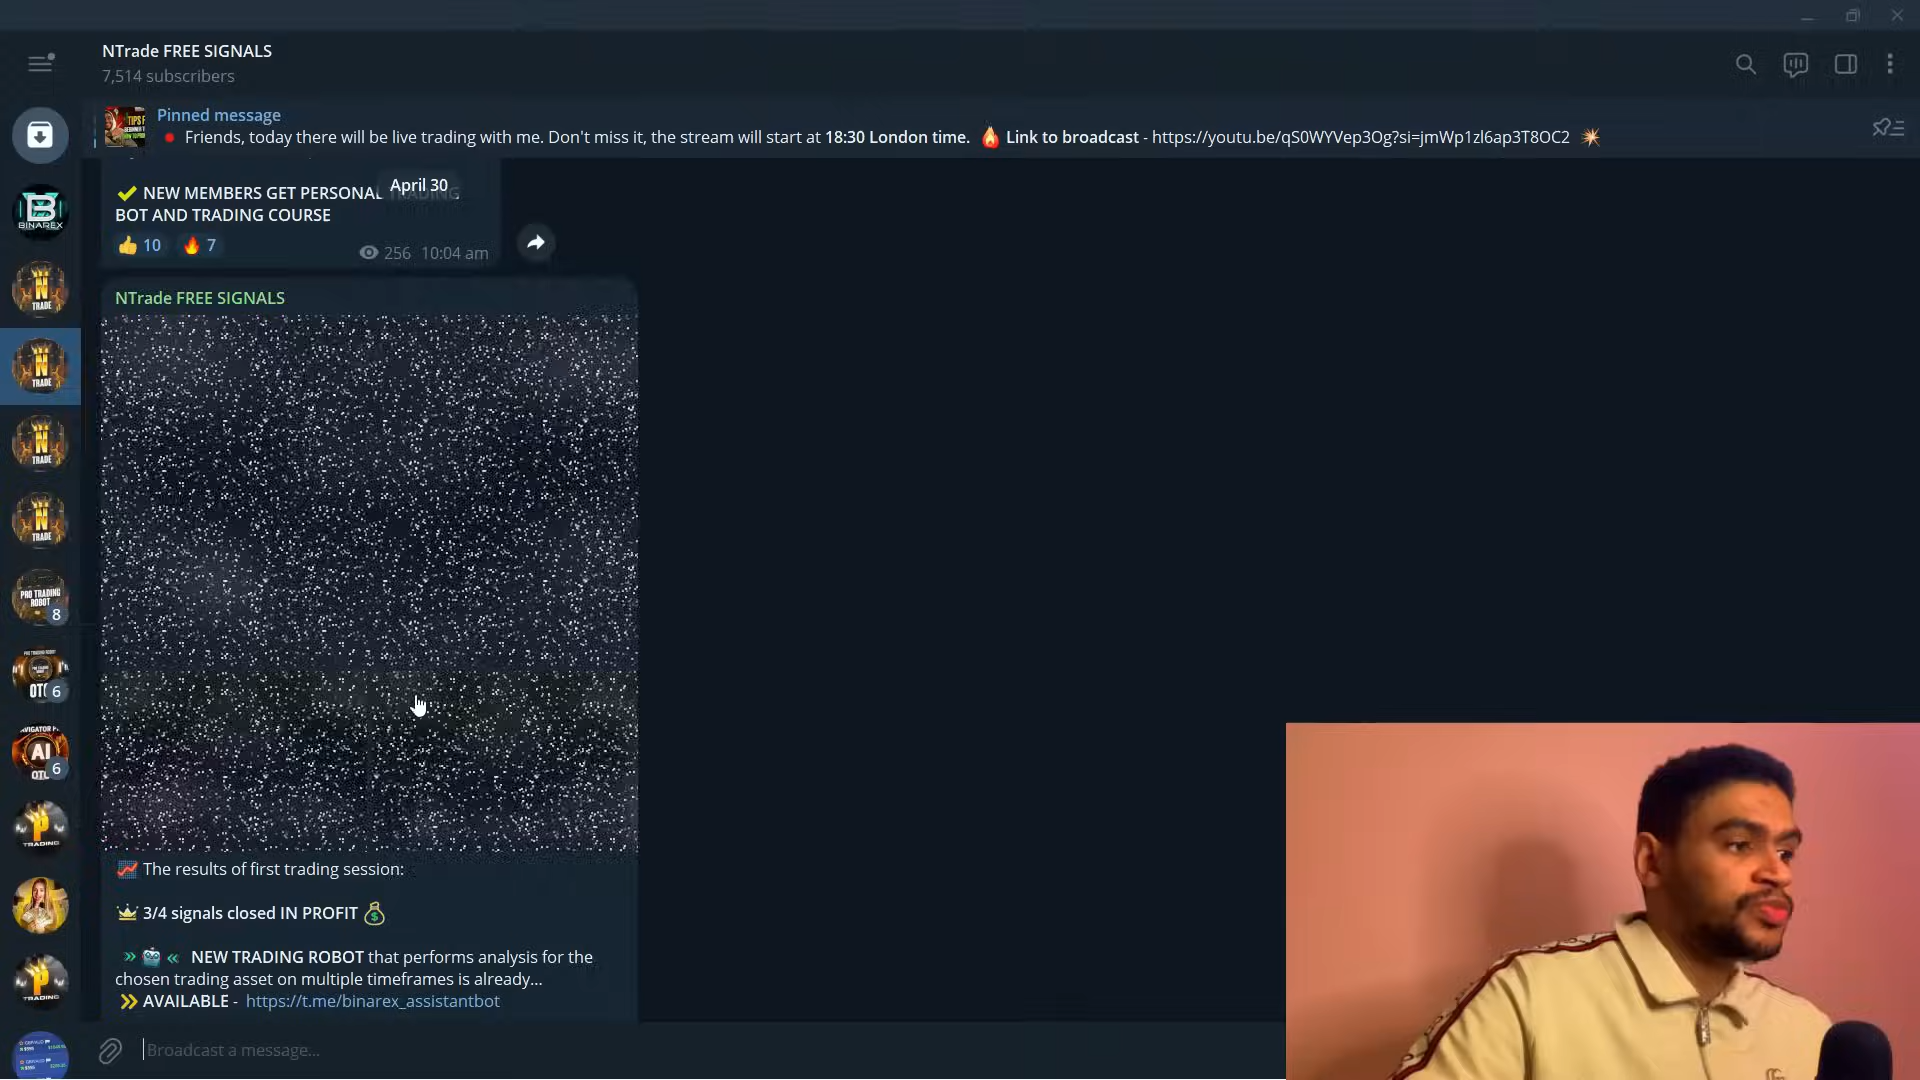 NTrade FREE SIGNALS
7,514 subscribers
Pinned message
Friends, today there will be live trading with me. Don't miss it, the stream will start at 18:30 London time. 🔥 Link to broadcast - https://youtu.be/qS0WYVep3Og?si=jmWp1zl6ap3T8OC2 💥
April 30
✔ NEW MEMBERS GET PERSONAL TRADING
BOT AND TRADING COURSE
👍 10 🔥 7
256 10:04 am
NTrade FREE SIGNALS
📈 The results of first trading session:
👑 3/4 signals closed IN PROFIT 💰
» 🤖 « NEW TRADING ROBOT that performs analysis for the
chosen trading asset on multiple timeframes is already...
» AVAILABLE - https://t.me/binarex_assistantbot
Broadcast a message...
BINAREX
N
TRADE
N
TRADE
N
TRADE
N
TRADE
PRO TRADING
ROBOT
8
PRO TRADING ROBOT
OTC
6
AI
6
P
TRADING
P
TRADING